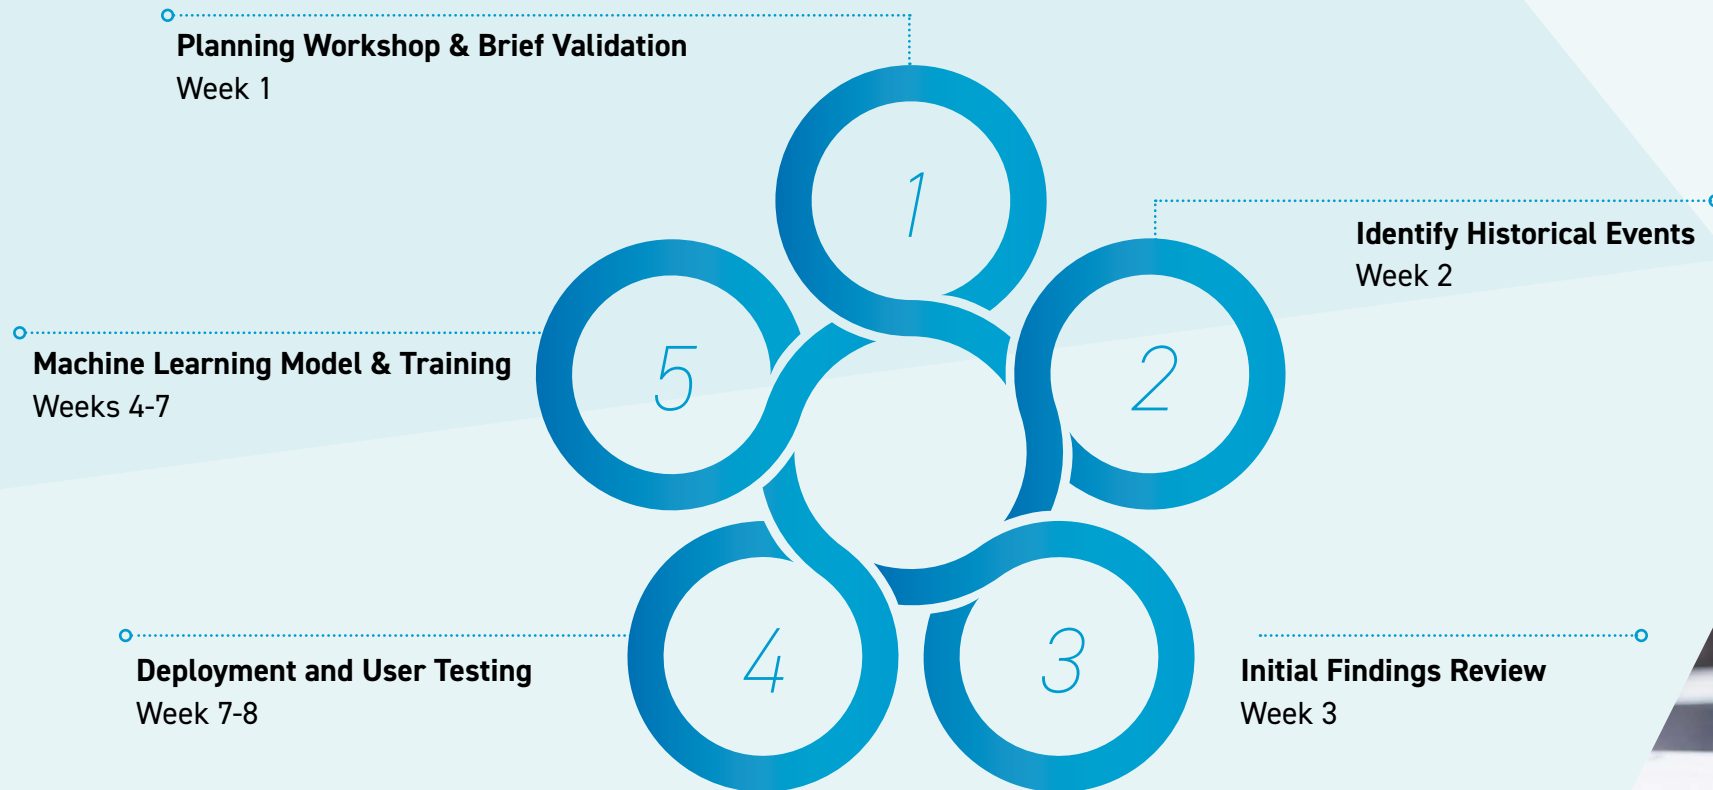 Planning Workshop & Brief Validation
Week 1
1
Identify Historical Events
Week 2
2
Initial Findings Review
Week 3
3
Deployment and User Testing
Week 7-8
4
Machine Learning Model & Training
Weeks 4-7
5